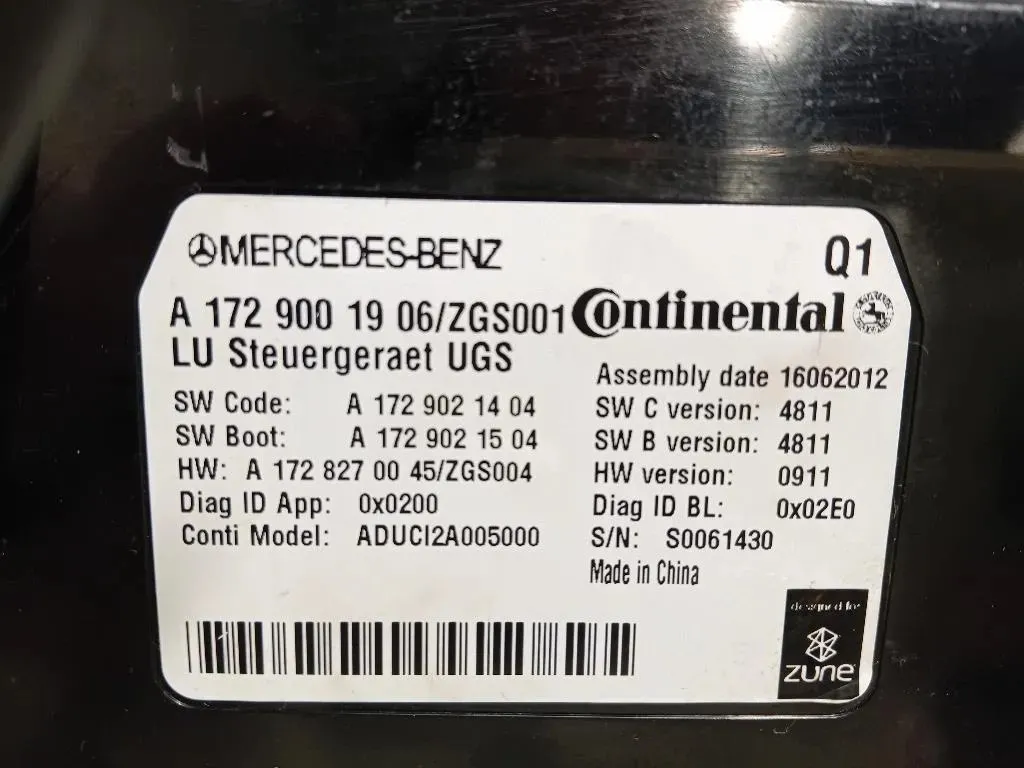 MERCEDES-BENZ
Q1
A 172 900 19 06/ZGS001
Continental
LU Steuergeraet UGS
Assembly date 16062012
SW Code: A 172 902 14 04
SW C version: 4811
SW Boot: A 172 902 15 04
SW B version: 4811
HW: A 172 827 00 45/ZGS004
HW version: 0911
Diag ID App: 0x0200
Diag ID BL: 0x02E0
Conti Model: ADUCI2A005000
S/N: S0061430
Made in China
designed for
zune